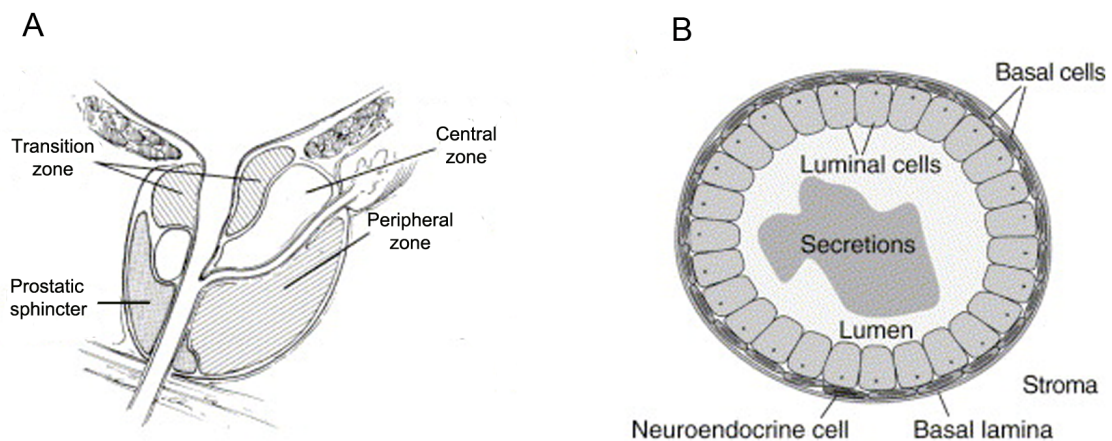 A
Transition
zone
Central
zone
Peripheral
zone
Prostatic
sphincter
B
Basal cells
Luminal cells
Secretions
Lumen
Stroma
Neuroendocrine cell
Basal lamina